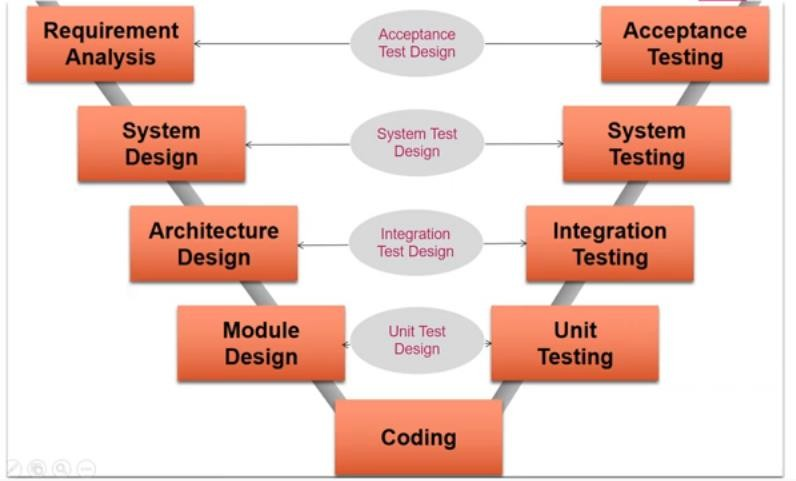 Requirement
Analysis
Acceptance
Test Design
Acceptance
Testing
System
Design
System Test
Design
System
Testing
Architecture
Design
Integration
Test Design
Integration
Testing
Module
Design
Unit Test
Design
Unit
Testing
Coding